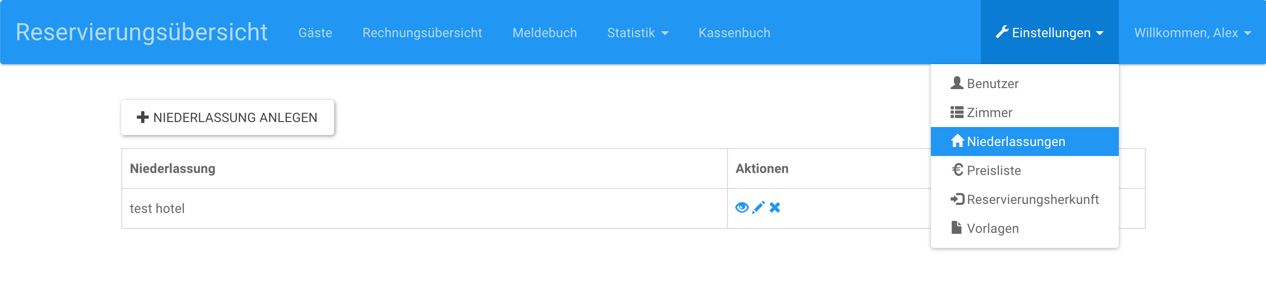 Reservierungsübersicht Gäste Rechnungsübersicht Meldebuch Statistik Kassenbuch Einstellungen Willkommen, Alex
Benutzer
Zimmer
Niederlassungen
Preisliste
Reservierungsherkunft
Vorlagen
NIEDERLASSUNG ANLEGEN
Niederlassung Aktionen
test hotel